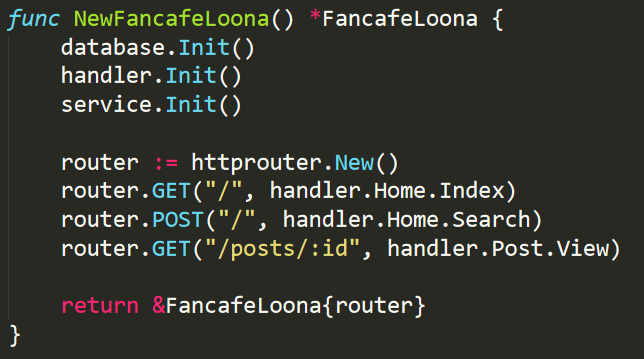 func NewFancafeLoona() *FancafeLoona {
    database.Init()
    handler.Init()
    service.Init()

    router := httprouter.New()
    router.GET("/", handler.Home.Index)
    router.POST("/", handler.Home.Search)
    router.GET("/posts/:id", handler.Post.View)

    return &FancafeLoona{router}
}